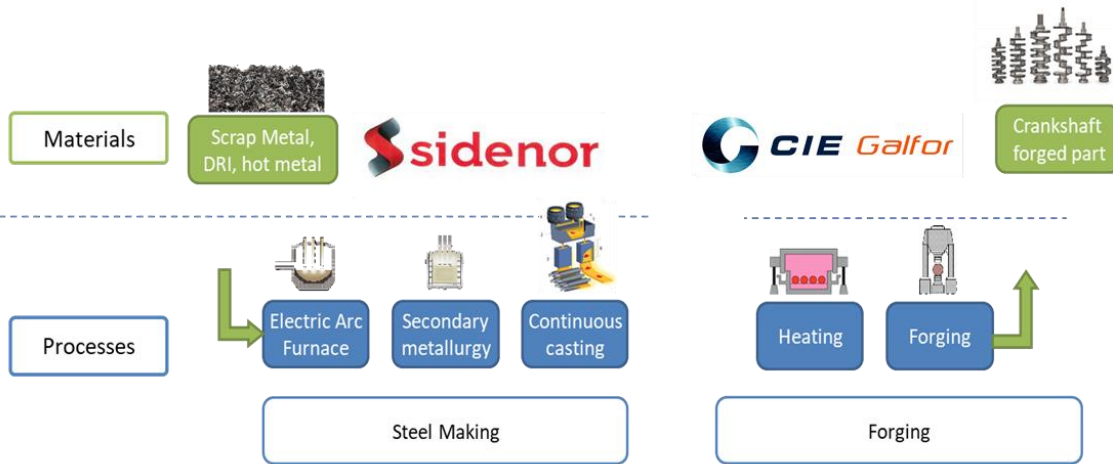 Materials
Scrap Metal,
DRI, hot metal
sidenor
CIE Galfor
Crankshaft
forged part
Processes
Electric Arc
Furnace
Secondary
metallurgy
Continuous
casting
Heating
Forging
Steel Making
Forging